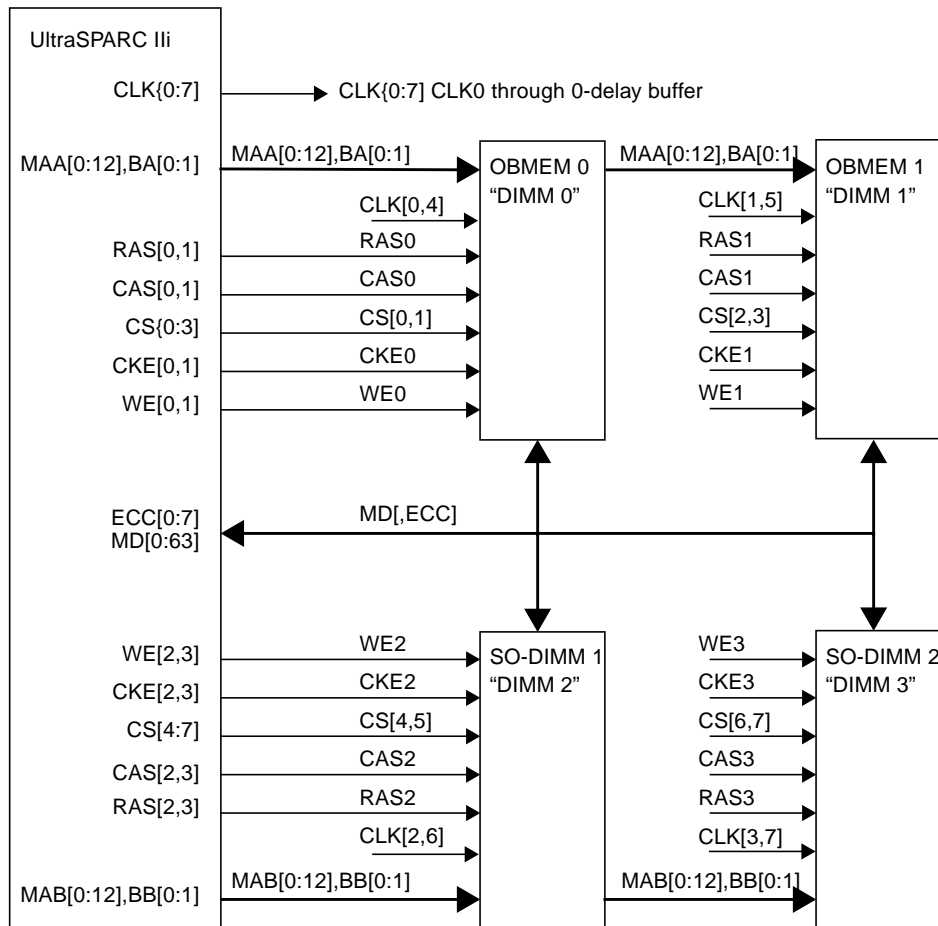 UltraSPARC IIi
CLK{0:7]
CLK{0:7] CLK0 through 0-delay buffer
MAA[0:12],BA[0:1]
MAA[0:12],BA[0:1]
OBMEM 0
MAA[0:12],BA[0:1]
OBMEM 1
“DIMM 0”
“DIMM 1”
CLK[0,4]
CLK[1,5]
RAS[0,1]
RAS0
RAS1
CAS[0,1]
CAS0
CAS1
CS{0:3]
CS[0,1]
CS[2,3]
CKE[0,1]
CKE0
CKE1
WE[0,1]
WE0
WE1
ECC[0:7]
MD[0:63]
MD[,ECC]
WE[2,3]
WE2
SO-DIMM 1
WE3
SO-DIMM 2
CKE[2,3]
CKE2
“DIMM 2”
CKE3
“DIMM 3”
CS[4:7]
CS[4,5]
CS[6,7]
CAS[2,3]
CAS2
CAS3
RAS[2,3]
RAS2
RAS3
CLK[2,6]
CLK[3,7]
MAB[0:12],BB[0:1]
MAB[0:12],BB[0:1]
MAB[0:12],BB[0:1]